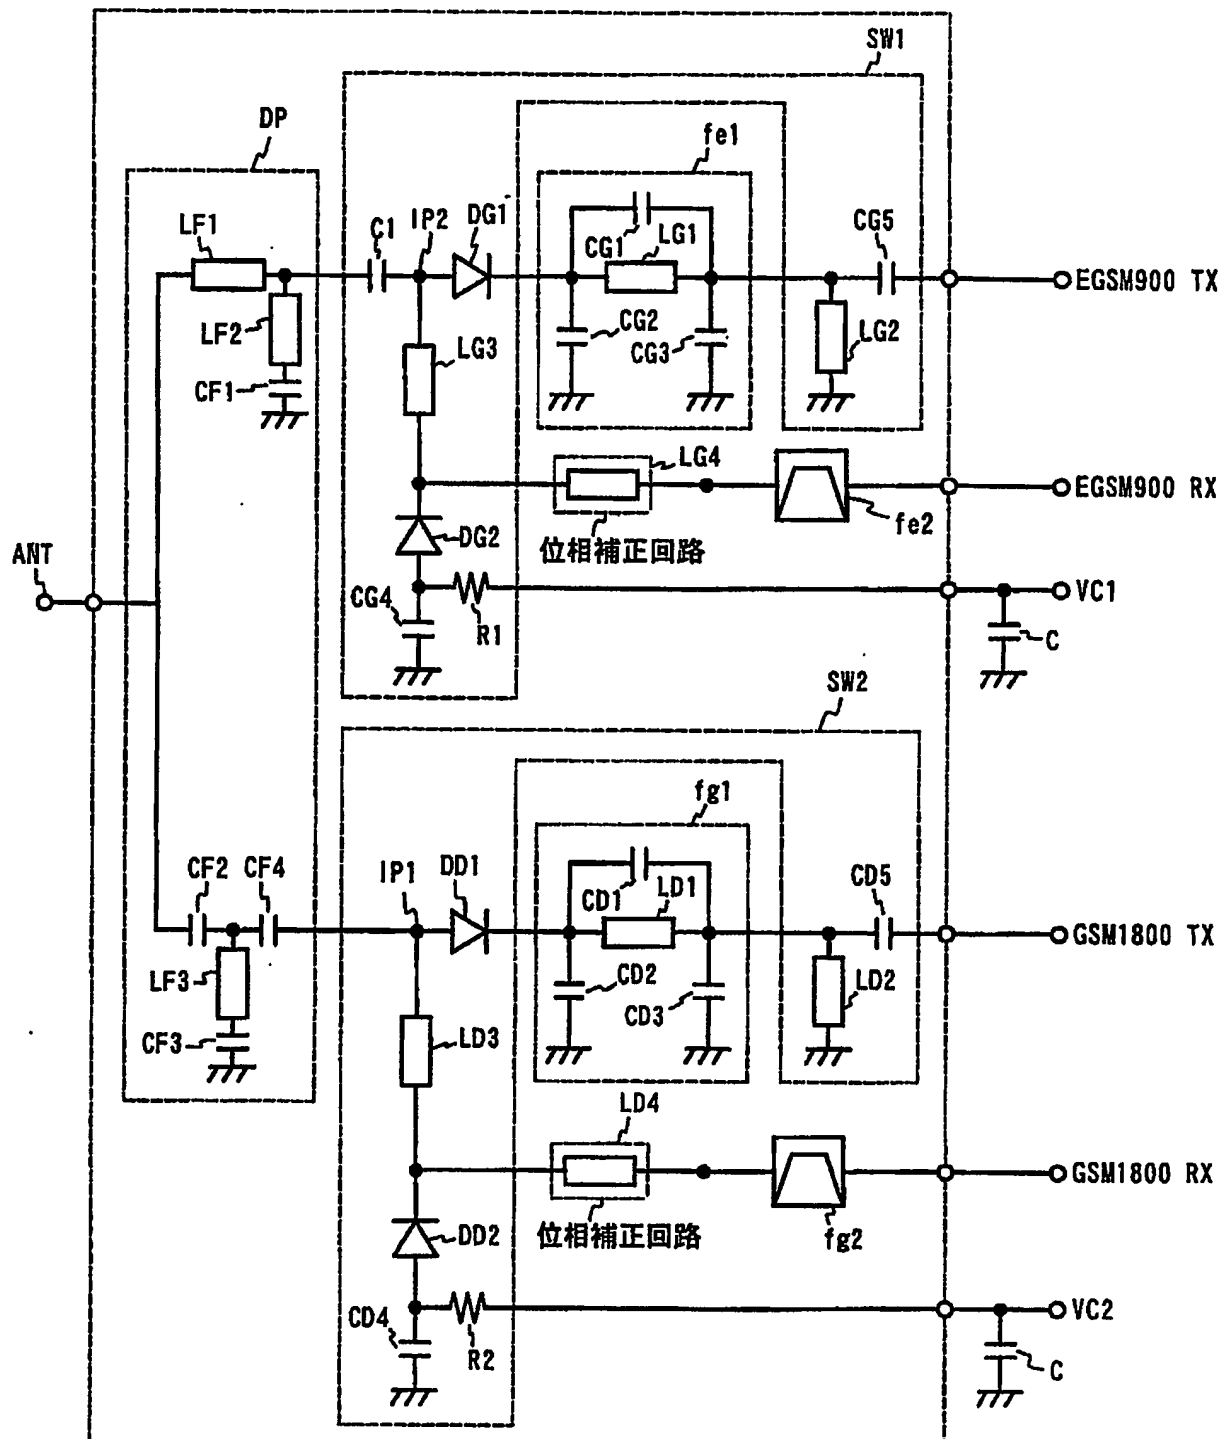 SW1
DP
fe1
LF1
C1
IP2
DG1
CG1
LG1
CG5
EGSM900 TX
LF2
LG3
CG2
CG3
LG2
CF1
LG4
EGSM900 RX
DG2
fe2
位相補正回路
ANT
CG4
R1
VC1
C
SW2
fg1
CF2
CF4
IP1
DD1
CD1
LD1
CD5
GSM1800 TX
LF3
CD2
LD2
CD3
CF3
LD3
LD4
GSM1800 RX
DD2
位相補正回路
fg2
CD4
R2
VC2
C